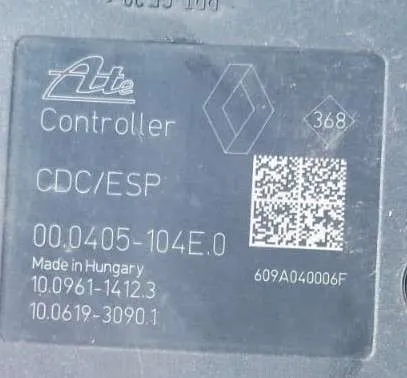 Ate
368
Controller
CDC/ESP
00.0405-104E.0
Made in Hungary
609A040006F
10.0961-1412.3
10.0619-3090.1